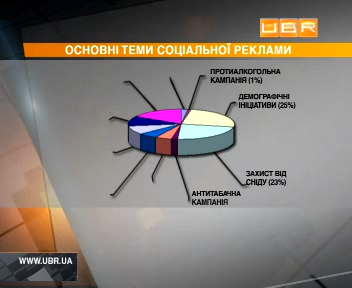 UBR
ОСНОВНІ ТЕМИ СОЦІАЛЬНОЇ РЕКЛАМИ
ПРОТИАЛКОГОЛЬНА
КАМПАНІЯ (1%)
ДЕМОГРАФІЧНІ
ІНІЦІАТИВИ (25%)
ЗАХИСТ ВІД
СНІДУ (23%)
АНТИТАБАЧНА
КАМПАНІЯ
WWW.UBR.UA